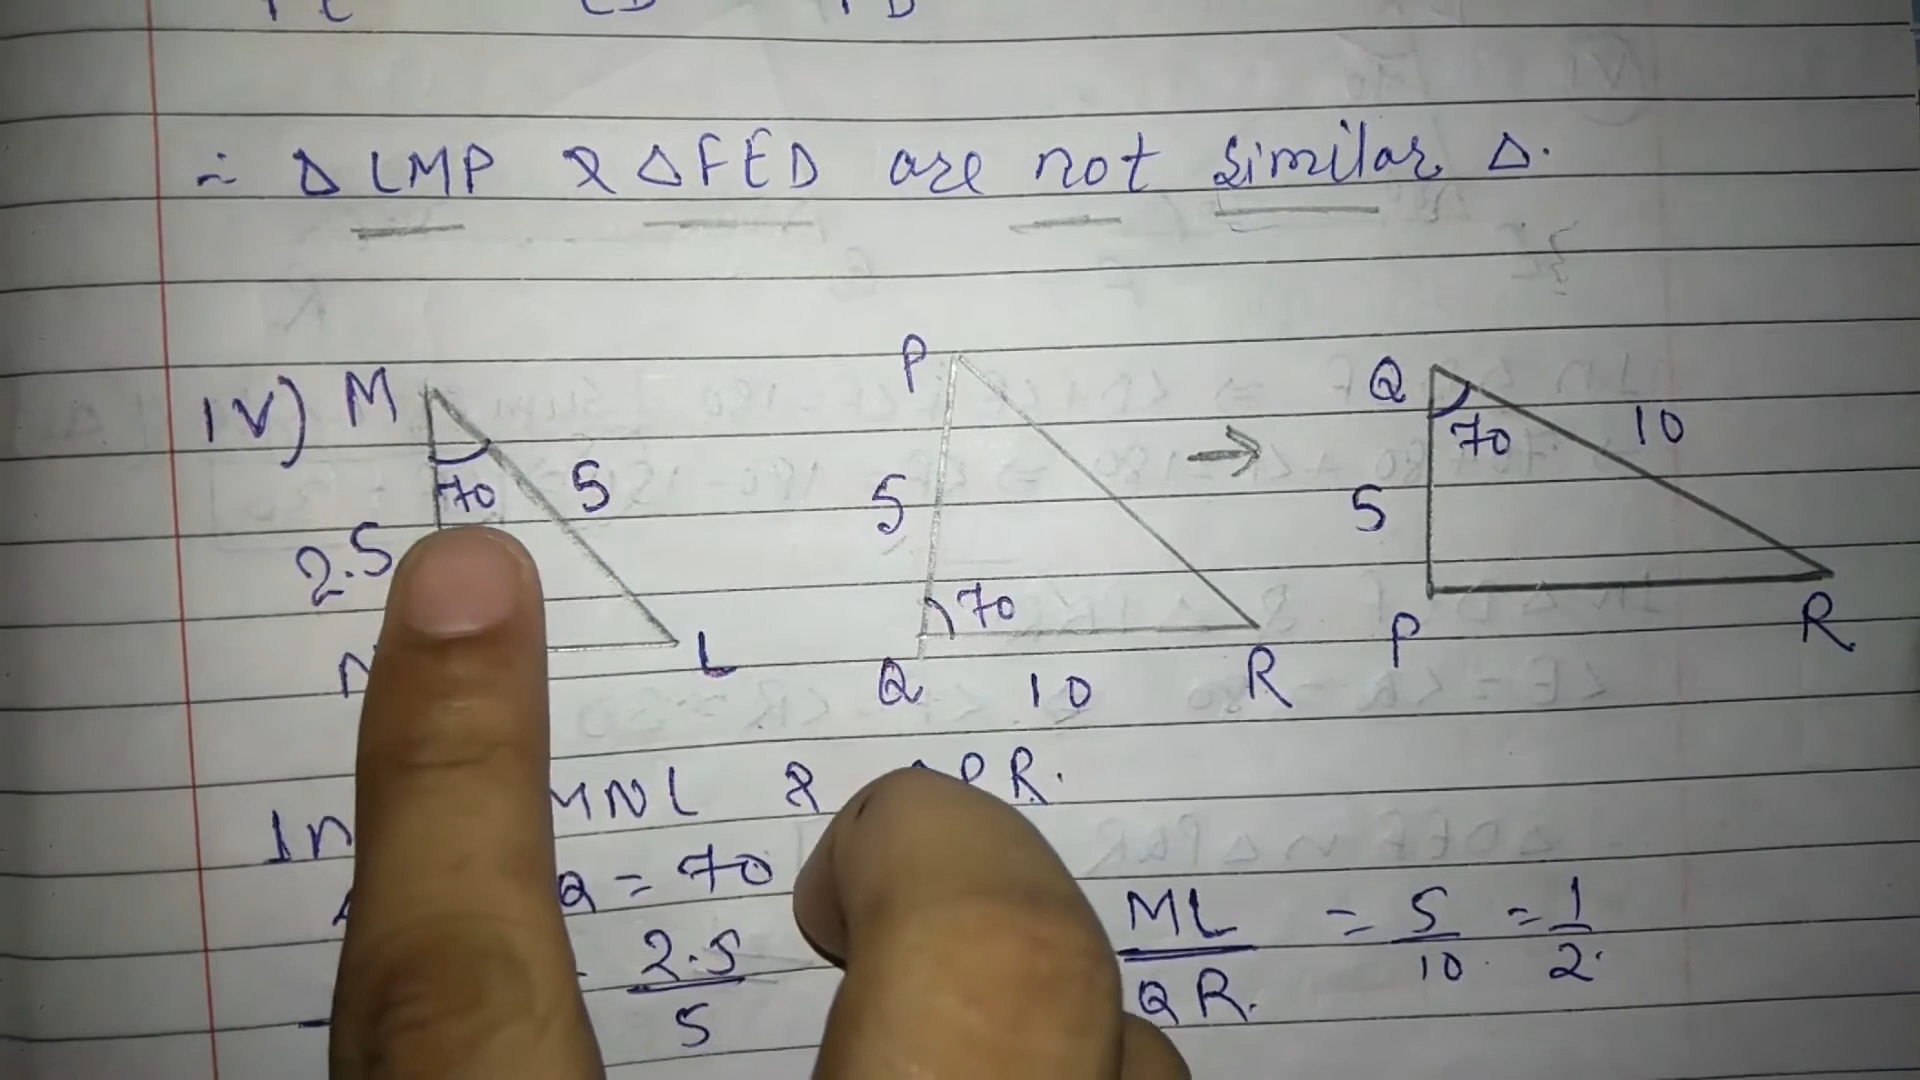 ∴ Δ LMP & ΔFED are not similar Δ.
IV) M 70 5 2.5 L
P 5 70 Q 10 R
→ Q 70 10 5 P R
In MNL & PR.
Q = 70
2.5/5 ML/QR. = 5/10 = 1/2.